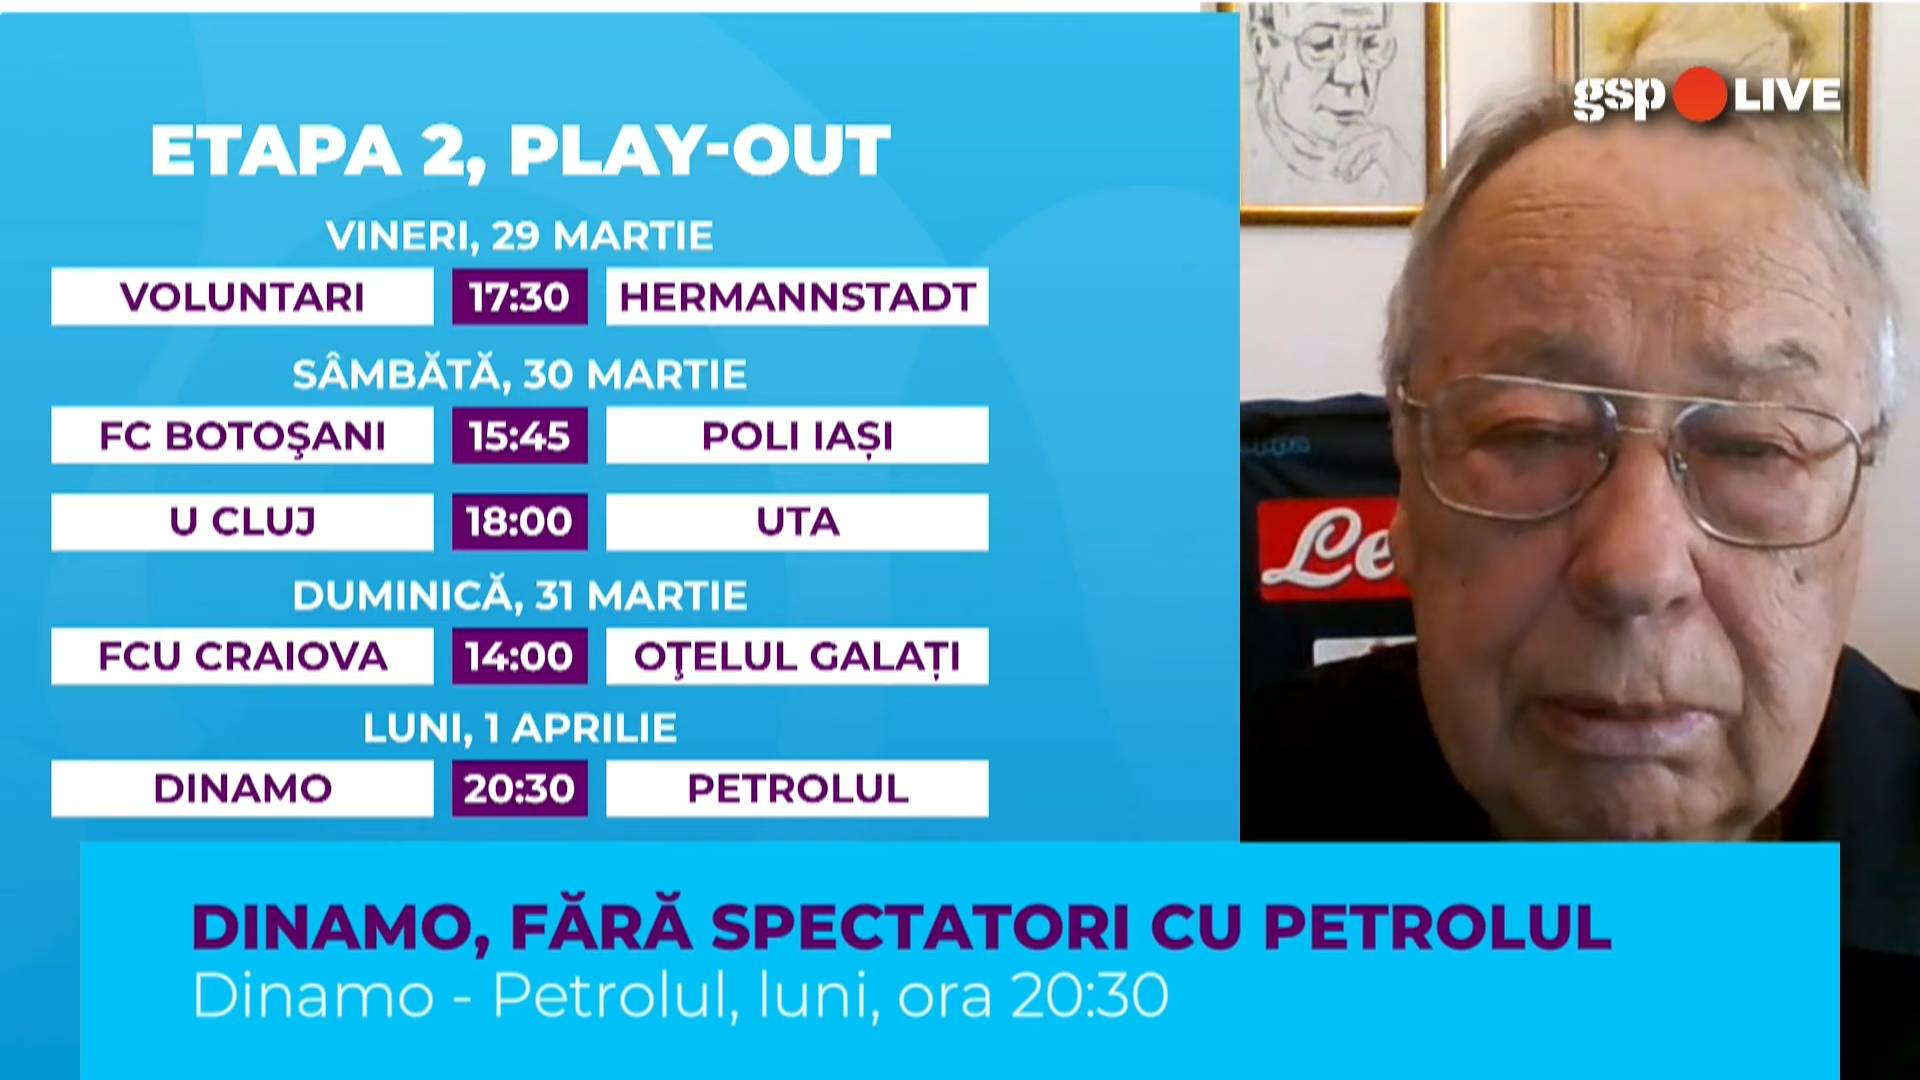 gsp LIVE
ETAPA 2, PLAY-OUT
VINERI, 29 MARTIE
VOLUNTARI 17:30 HERMANNSTADT
SÂMBĂTĂ, 30 MARTIE
FC BOTOŞANI 15:45 POLI IAȘI
U CLUJ 18:00 UTA
DUMINICĂ, 31 MARTIE
FCU CRAIOVA 14:00 OŢELUL GALAȚI
LUNI, 1 APRILIE
DINAMO 20:30 PETROLUL
Le
DINAMO, FĂRĂ SPECTATORI CU PETROLUL
Dinamo - Petrolul, luni, ora 20:30